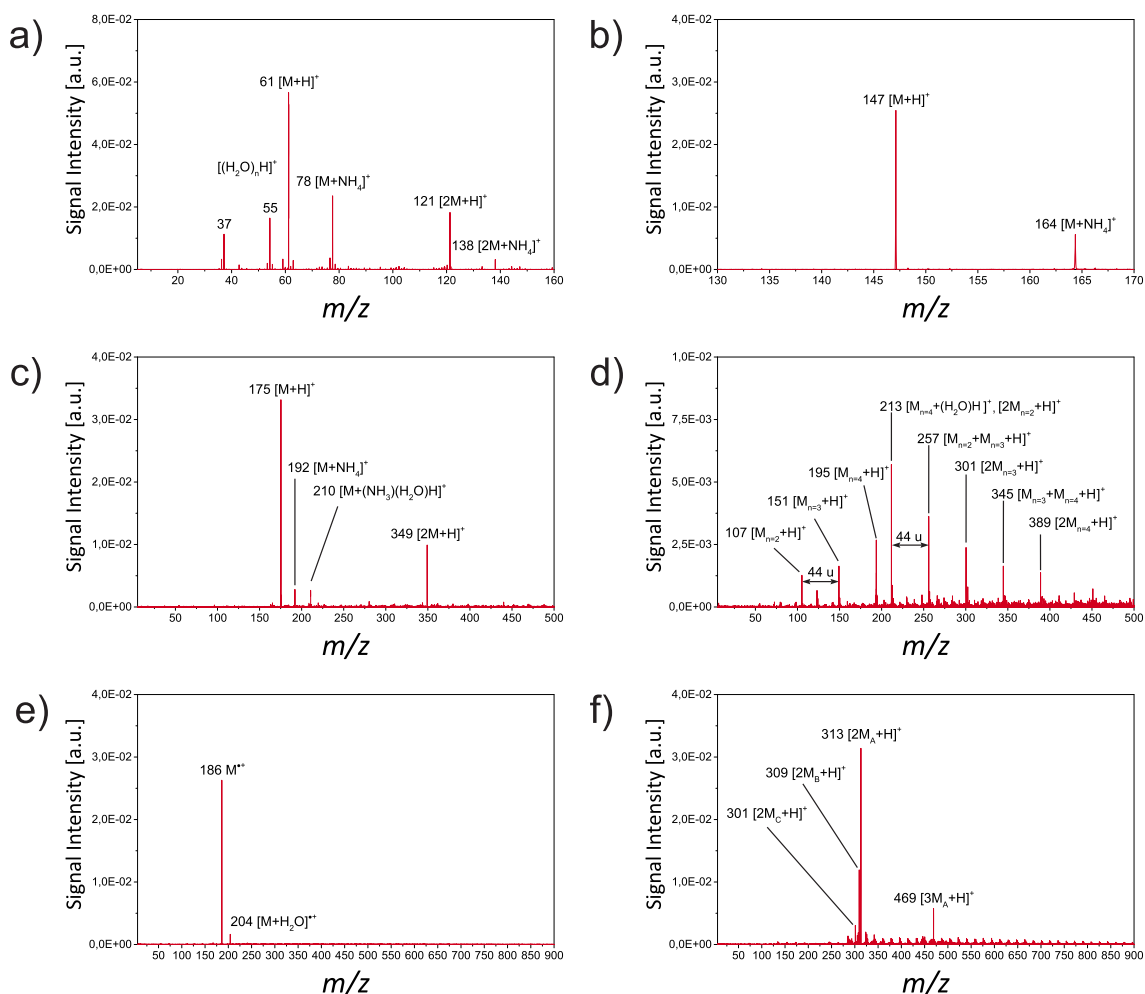 a)
Signal Intensity [a.u.]
8,0E-02
6,0E-02
4,0E-02
2,0E-02
0,0E+00
61 [M+H]⁺
[(H₂O)ₙH]⁺
78 [M+NH₄]⁺
37
55
121 [2M+H]⁺
138 [2M+NH₄]⁺
20 40 60 80 100 120 140 160
m/z
b)
Signal Intensity [a.u.]
4,0E-02
3,0E-02
2,0E-02
1,0E-02
0,0E+00
147 [M+H]⁺
164 [M+NH₄]⁺
130 135 140 145 150 155 160 165 170
m/z
c)
Signal Intensity [a.u.]
4,0E-02
3,0E-02
2,0E-02
1,0E-02
0,0E+00
175 [M+H]⁺
192 [M+NH₄]⁺
210 [M+(NH₃)(H₂O)H]⁺
349 [2M+H]⁺
50 100 150 200 250 300 350 400 450 500
m/z
d)
Signal Intensity [a.u.]
1,0E-02
7,5E-03
5,0E-03
2,5E-03
0,0E+00
213 [Mₙ₌₄+(H₂O)H]⁺, [2Mₙ₌₂+H]⁺
257 [Mₙ₌₂+Mₙ₌₃+H]⁺
195 [Mₙ₌₄+H]⁺
301 [2Mₙ₌₃+H]⁺
151 [Mₙ₌₃+H]⁺
345 [Mₙ₌₃+Mₙ₌₄+H]⁺
107 [Mₙ₌₂+H]⁺
389 [2Mₙ₌₄+H]⁺
44 u
44 u
50 100 150 200 250 300 350 400 450 500
m/z
e)
Signal Intensity [a.u.]
4,0E-02
3,0E-02
2,0E-02
1,0E-02
0,0E+00
186 M•⁺
204 [M+H₂O]•⁺
50 100 150 200 250 300 350 400 450 500 550 600 650 700 750 800 850 900
m/z
f)
Signal Intensity [a.u.]
4,0E-02
3,0E-02
2,0E-02
1,0E-02
0,0E+00
313 [2M_A+H]⁺
309 [2M_B+H]⁺
301 [2M_C+H]⁺
469 [3M_A+H]⁺
50 100 150 200 250 300 350 400 450 500 550 600 650 700 750 800 850 900
m/z